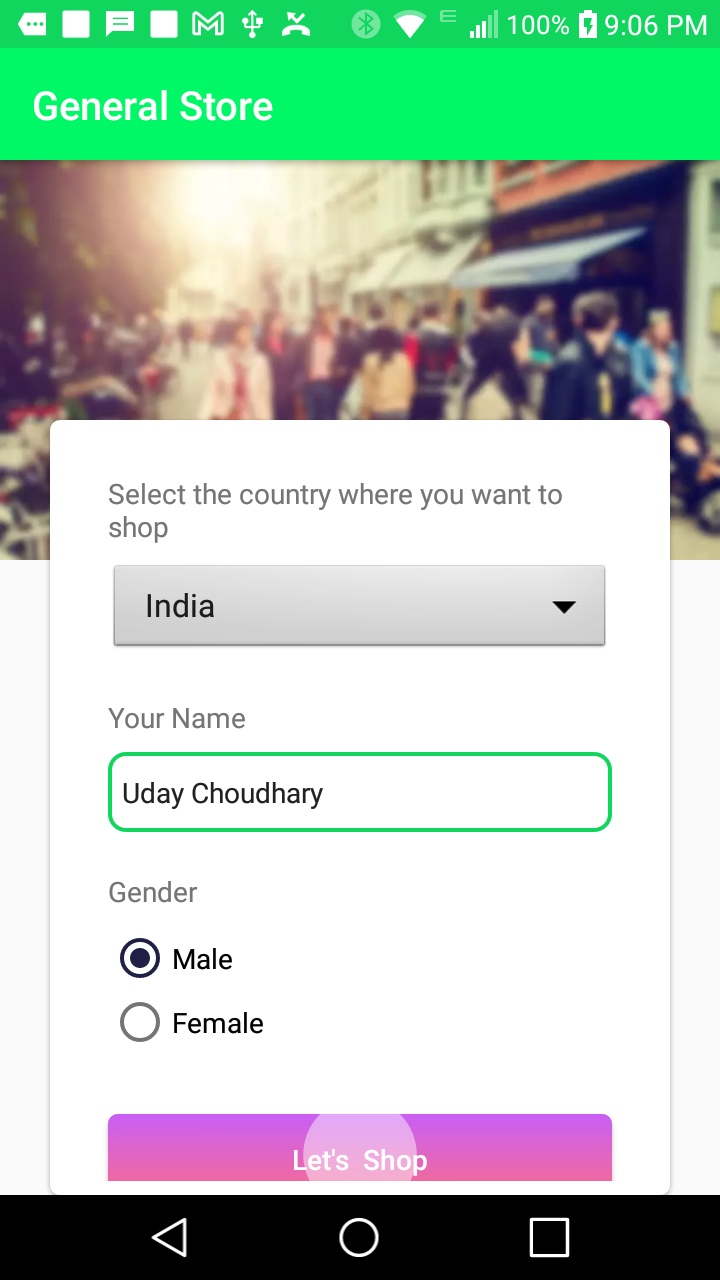 100% 9:06 PM
General Store
Select the country where you want to
shop
India
Your Name
Uday Choudhary
Gender
Male
Female
Let's Shop